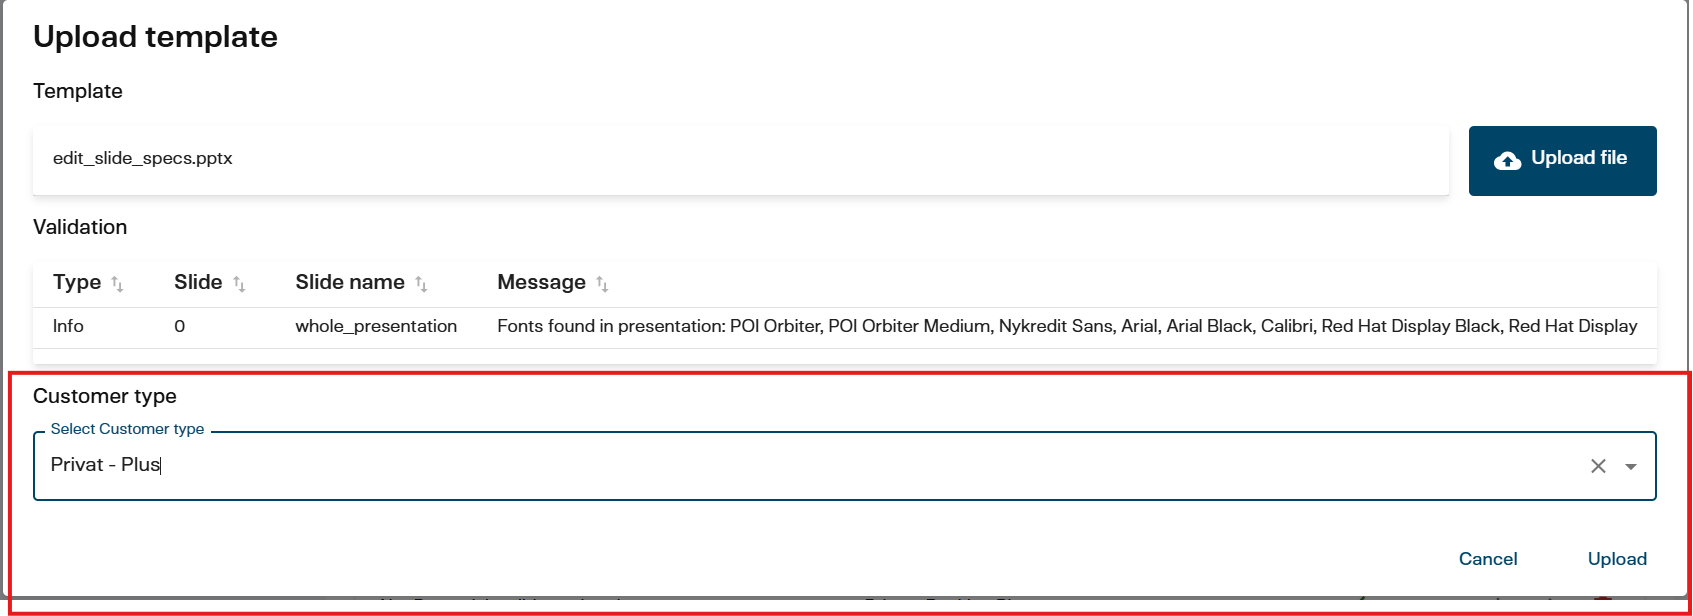 Upload template
Template
edit_slide_specs.pptx
Upload file
Validation
Type Slide Slide name Message
Info 0 whole_presentation Fonts found in presentation: POI Orbiter, POI Orbiter Medium, Nykredit Sans, Arial, Arial Black, Calibri, Red Hat Display Black, Red Hat Display
Customer type
Select Customer type
Privat - Plus
Cancel Upload